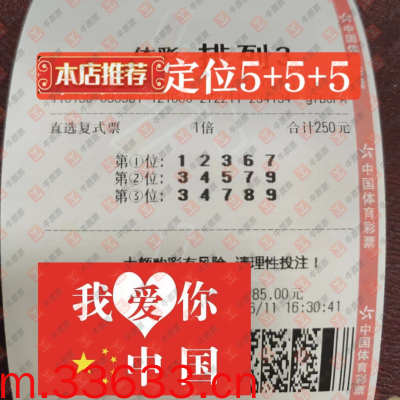 体彩 排列3
本店推荐 定位5+5+5
直选复式票 1倍 合计250元
第①位： 1 2 3 6 7
第②位： 3 4 5 7 9
第③位： 3 4 7 8 9
大额购彩有风险，请理性投注！
85.00元
/11 16:30:41
我爱你
中国
m.33633.cn
中国体育彩票
中国体育彩票